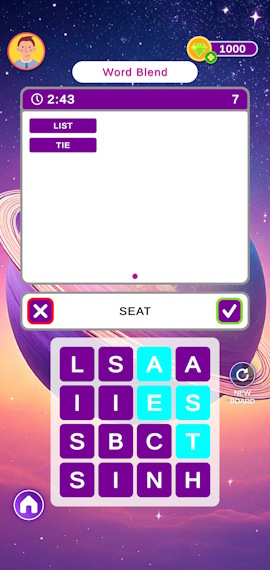 1000
Word Blend
2:43 7
LIST
TIE
SEAT
L S A A
I I E S
S B C T
S I N H
NEW
BOARD